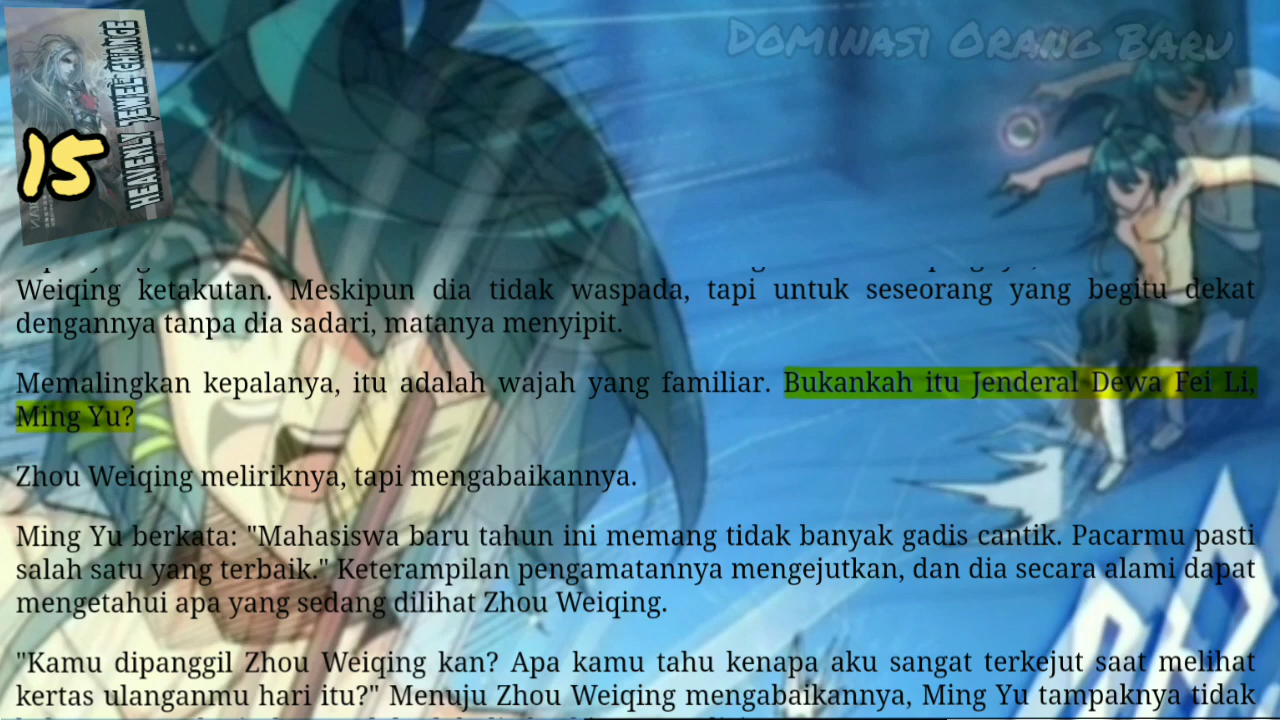 Dominasi Orang Baru
HEAVENLY JEWEL CHANGE
15
Weiqing ketakutan. Meskipun dia tidak waspada, tapi untuk seseorang yang begitu dekat
dengannya tanpa dia sadari, matanya menyipit.
Memalingkan kepalanya, itu adalah wajah yang familiar. Bukankah itu Jenderal Dewa Fei Li,
Ming Yu?
Zhou Weiqing meliriknya, tapi mengabaikannya.
Ming Yu berkata: "Mahasiswa baru tahun ini memang tidak banyak gadis cantik. Pacarmu pasti
salah satu yang terbaik." Keterampilan pengamatannya mengejutkan, dan dia secara alami dapat
mengetahui apa yang sedang dilihat Zhou Weiqing.
"Kamu dipanggil Zhou Weiqing kan? Apa kamu tahu kenapa aku sangat terkejut saat melihat
kertas ulanganmu hari itu?" Menuju Zhou Weiqing mengabaikannya, Ming Yu tampaknya tidak